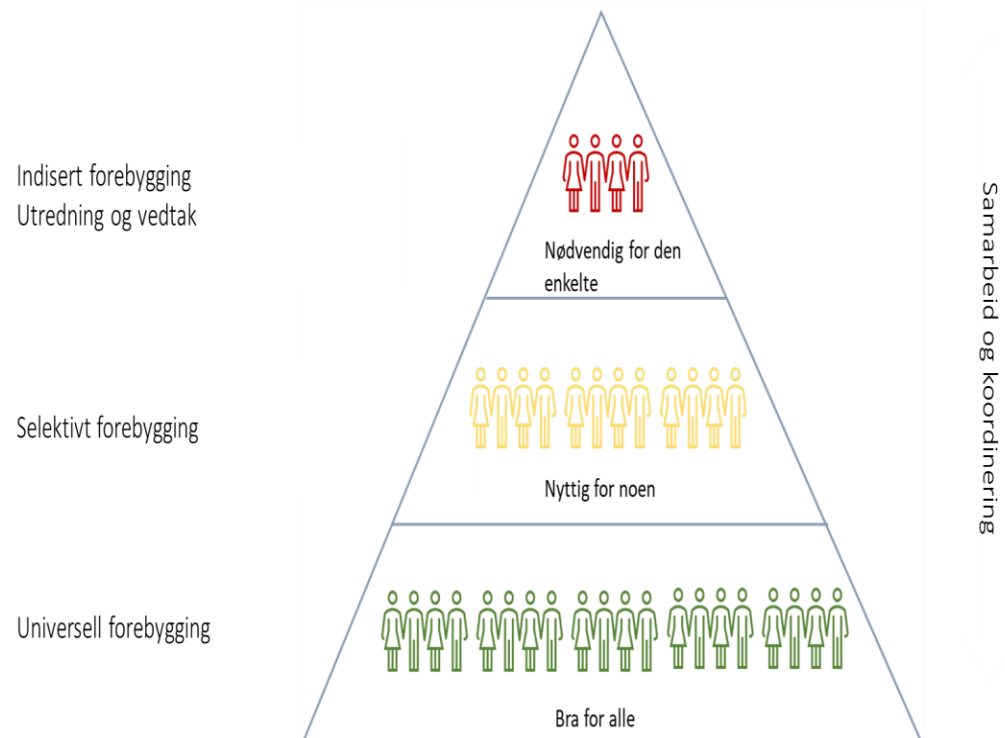 Indisert forebygging
Utredning og vedtak
Nødvendig for den
enkelte
Selektivt forebygging
Nyttig for noen
Universell forebygging
Bra for alle
Samarbeid og koordinering